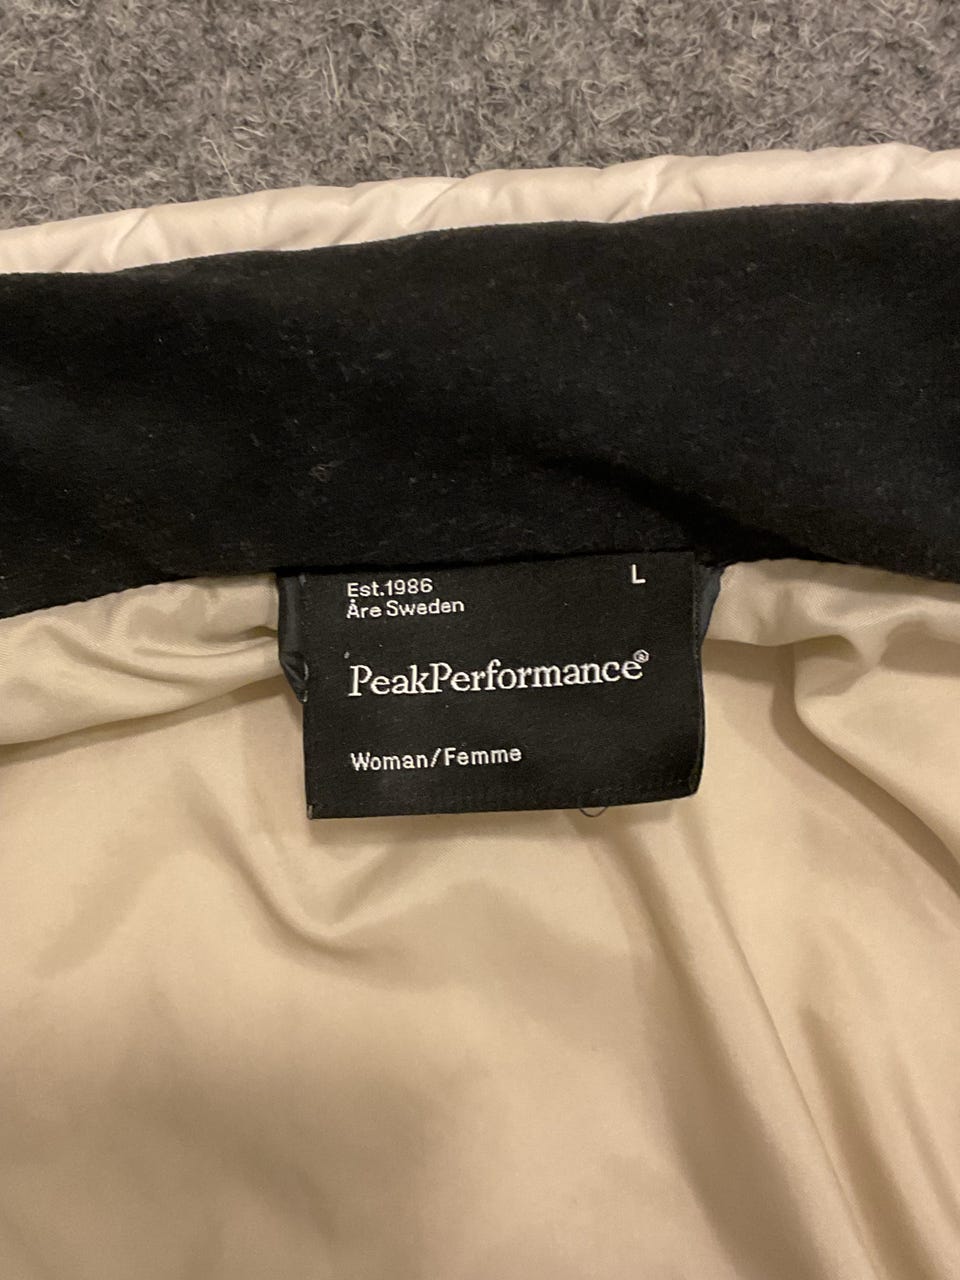 Est.1986
L
Åre Sweden
PeakPerformance®
Woman/Femme